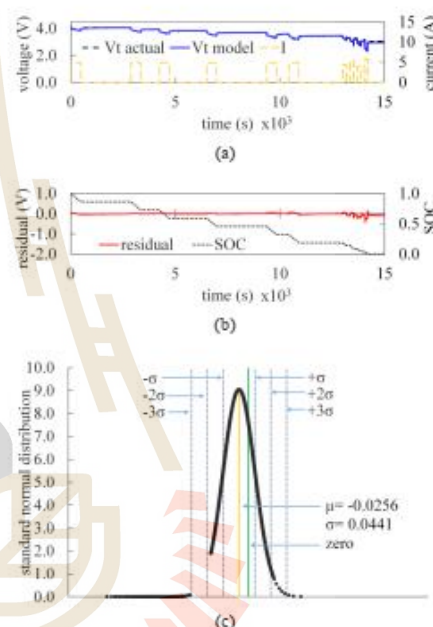 voltage (V)
4.0
2.0
0.0
Vt actual
Vt model
I
15
10
5
0
current (A)
0
5
10
15
time (s) x10³
(a)
residual (V)
1.0
0.0
-1.0
-2.0
residual
SOC
1.0
0.5
0.0
SOC
0
5
10
15
time (s) x10³
(b)
standard normal distribution
10.0
9.0
8.0
7.0
6.0
5.0
4.0
3.0
2.0
1.0
0.0
-σ
-2σ
-3σ
+σ
+2σ
+3σ
μ= -0.0256
σ= 0.0441
zero
(c)